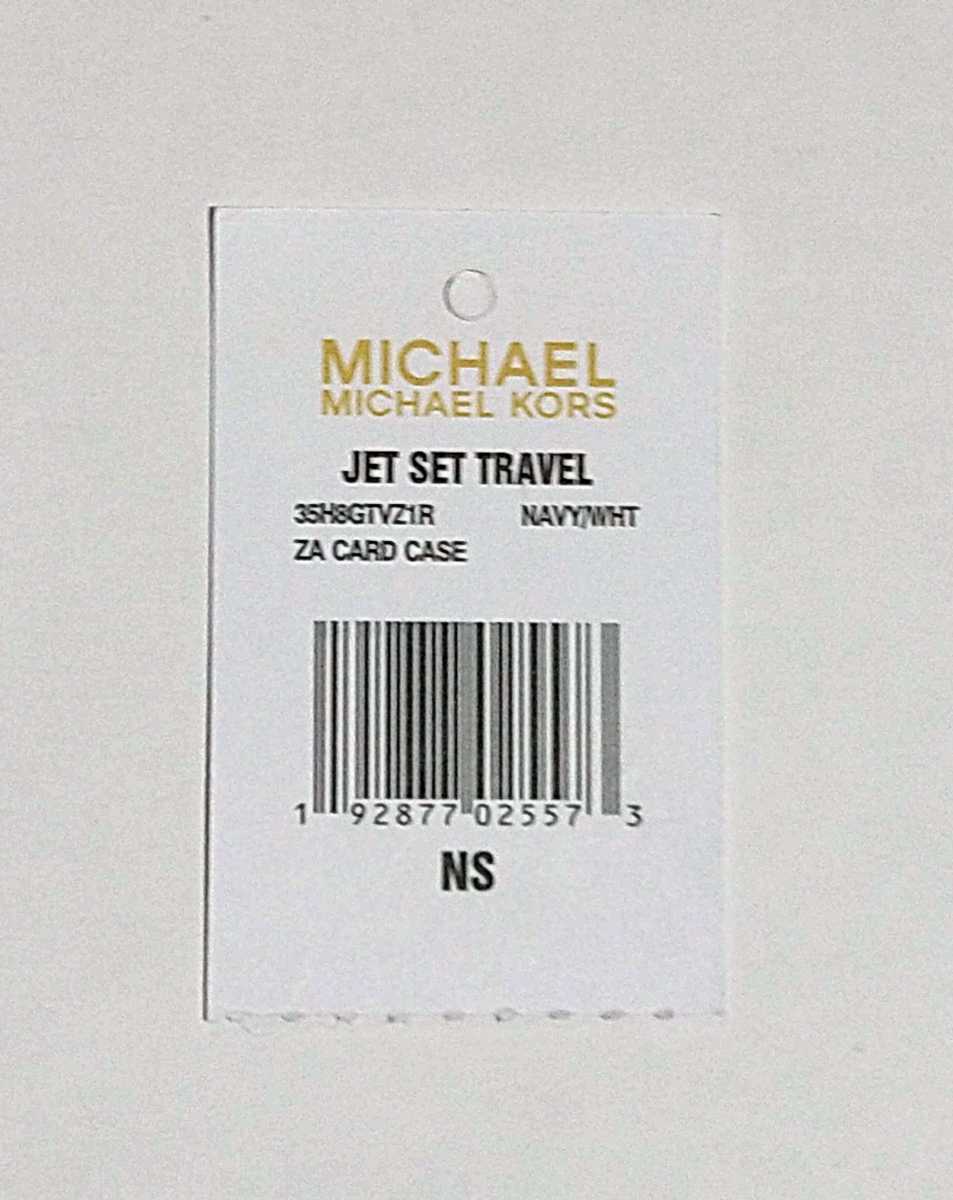 MICHAEL
MICHAEL KORS
JET SET TRAVEL
35H8GTVZ1R NAVY/WHT
ZA CARD CASE
1 92877 02557 3
NS